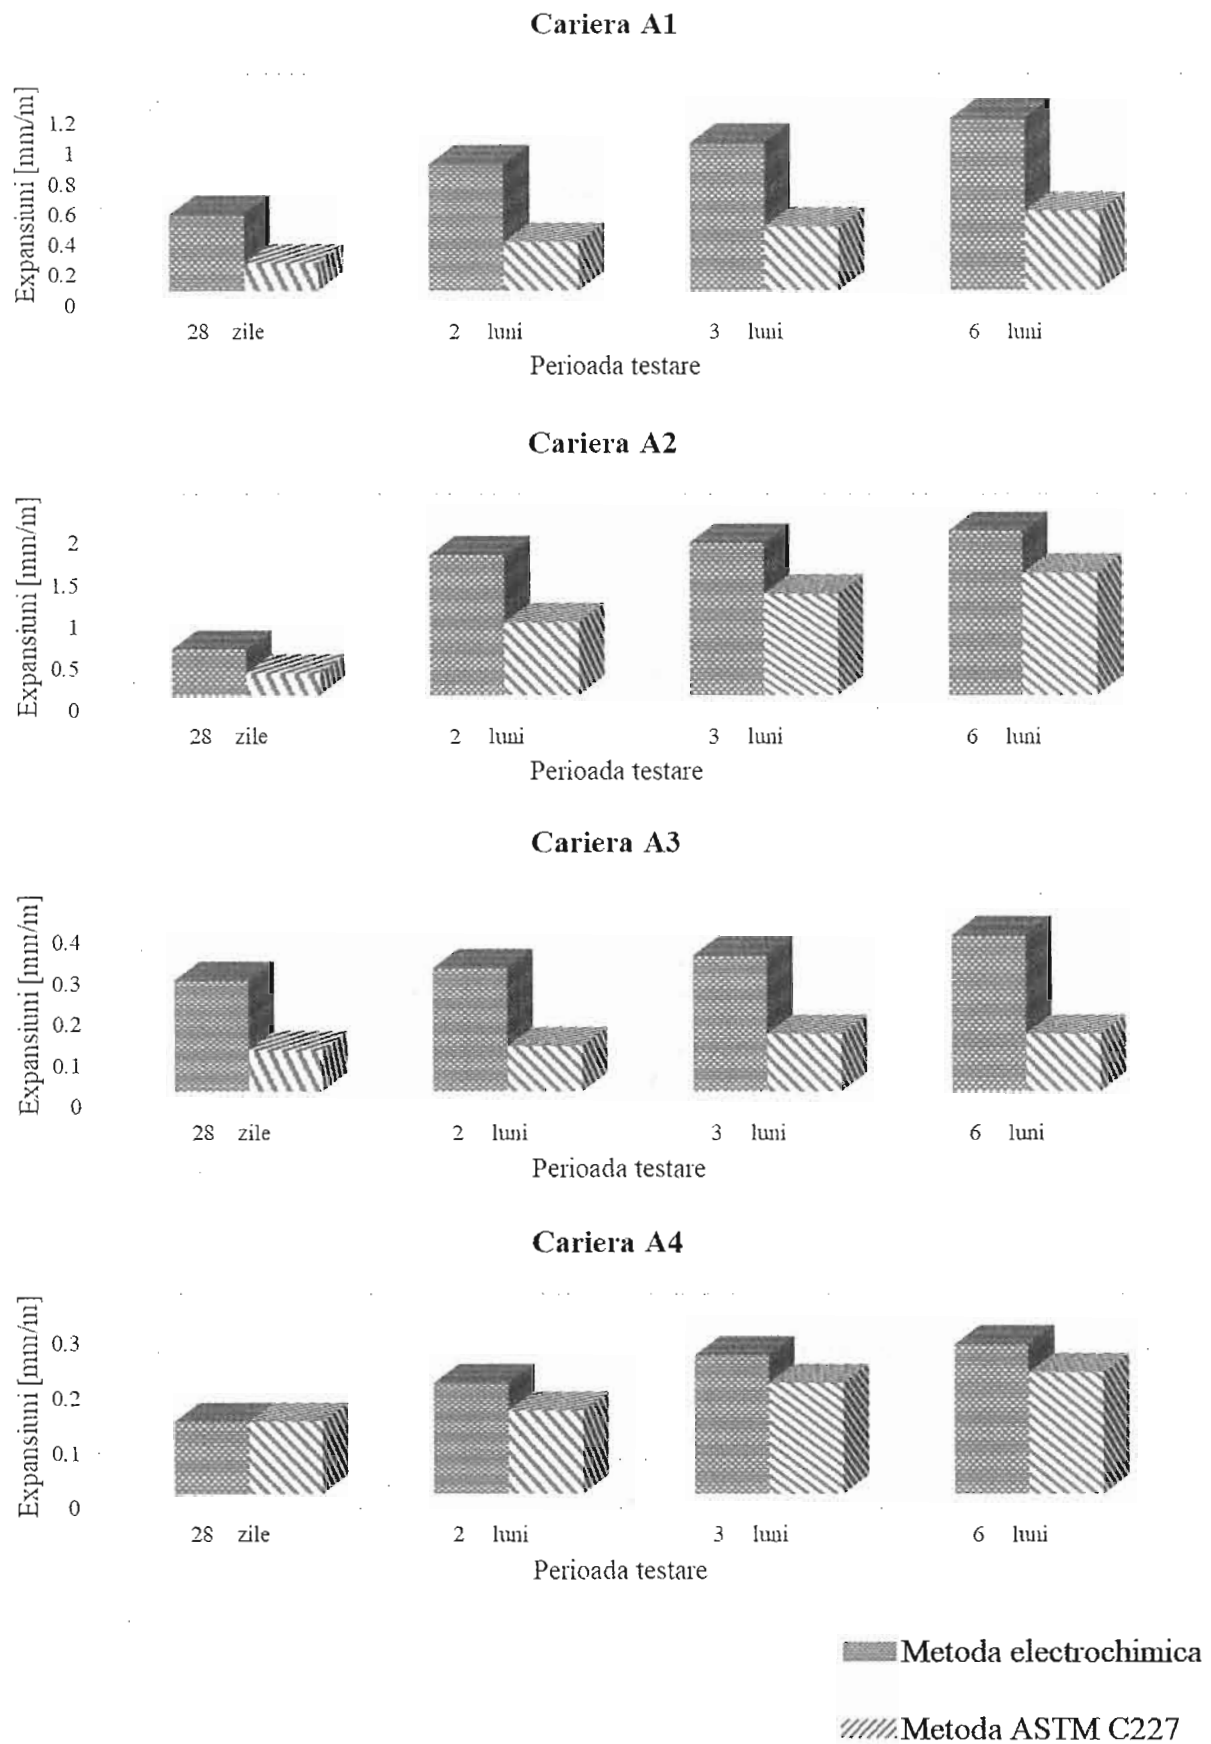 Cariera A1
Expansiuni [mm/m]
1.2
1
0.8
0.6
0.4
0.2
0
28 zile
2 luni
3 luni
6 luni
Perioada testare
Cariera A2
Expansiuni [mm/m]
2
1.5
1
0.5
0
28 zile
2 luni
3 luni
6 luni
Perioada testare
Cariera A3
Expansiuni [mm/m]
0.4
0.3
0.2
0.1
0
28 zile
2 luni
3 luni
6 luni
Perioada testare
Cariera A4
Expansiuni [mm/m]
0.3
0.2
0.1
0
28 zile
2 luni
3 luni
6 luni
Perioada testare
Metoda electrochimica
Metoda ASTM C227